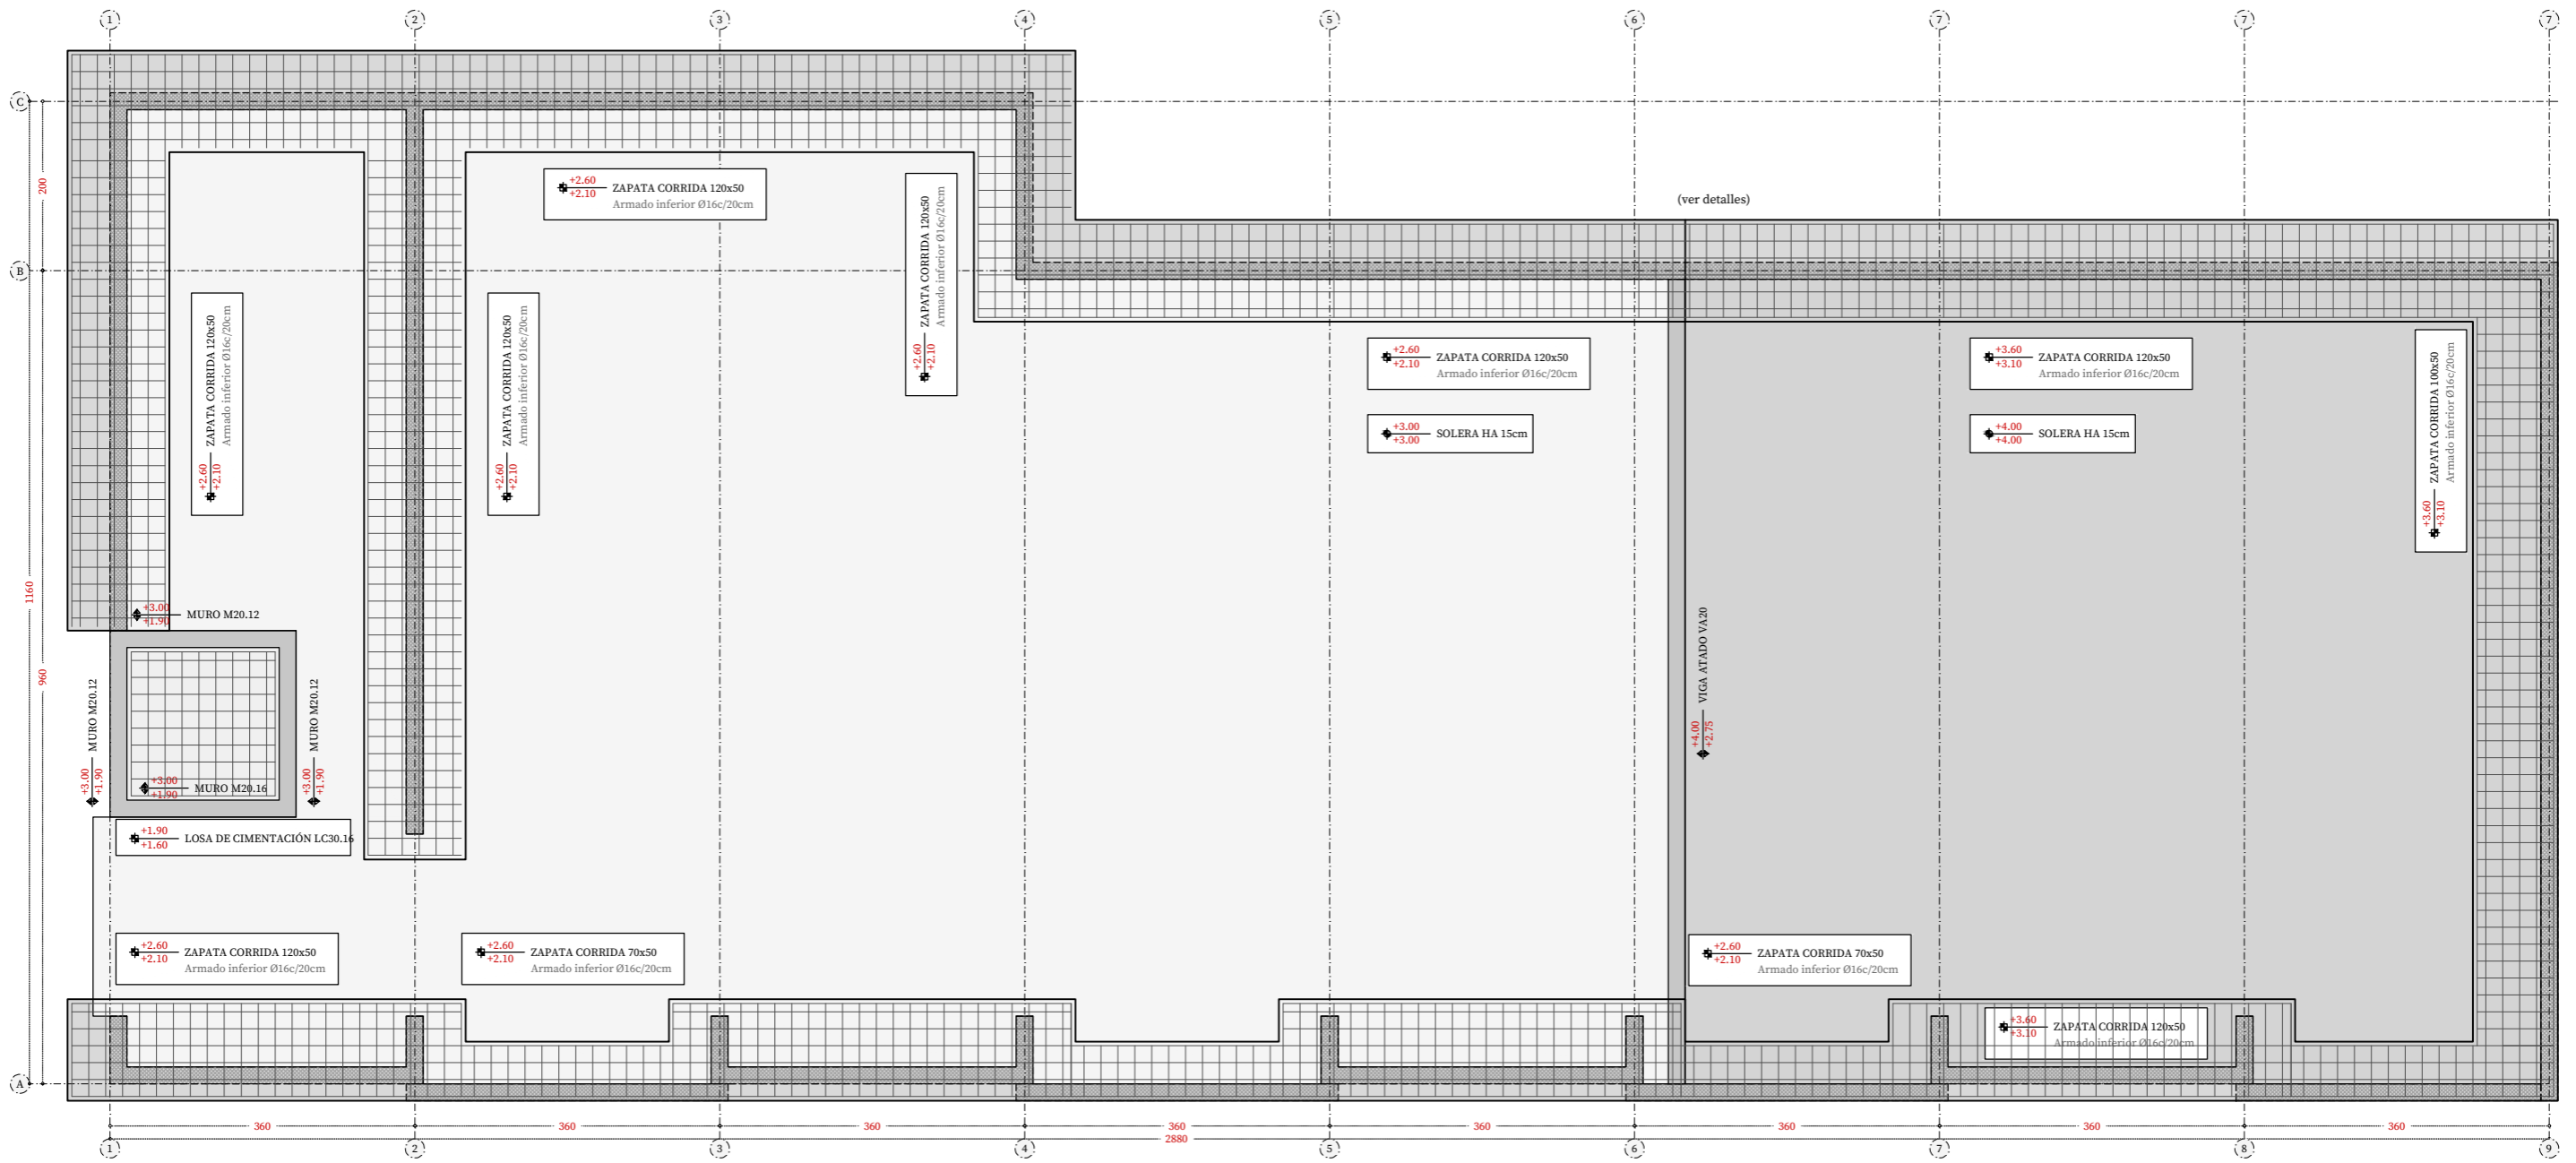 1 2 3 4 5 6 7 7 7
C
200
B
1160
960
A
+2.60
+2.10
ZAPATA CORRIDA 120x50
Armado inferior Ø16c/20cm
+2.60
+2.10
ZAPATA CORRIDA 120x50
Armado inferior Ø16c/20cm
(ver detalles)
+2.60
+2.10
ZAPATA CORRIDA 120x50
Armado inferior Ø16c/20cm
+2.60
+2.10
ZAPATA CORRIDA 120x50
Armado inferior Ø16c/20cm
+2.60
+2.10
ZAPATA CORRIDA 120x50
Armado inferior Ø16c/20cm
+3.60
+3.10
ZAPATA CORRIDA 120x50
Armado inferior Ø16c/20cm
+3.60
+3.10
ZAPATA CORRIDA 100x50
Armado inferior Ø16c/20cm
+3.00
+3.00
SOLERA HA 15cm
+4.00
+4.00
SOLERA HA 15cm
+3.00
+1.90
MURO M20.12
+3.00
+1.90
MURO M20.12
+3.00
+1.90
MURO M20.12
+3.00
+1.90
MURO M20.16
+4.00
+2.75
VIGA ATADO VA20
+1.90
+1.60
LOSA DE CIMENTACIÓN LC30.16
+2.60
+2.10
ZAPATA CORRIDA 120x50
Armado inferior Ø16c/20cm
+2.60
+2.10
ZAPATA CORRIDA 70x50
Armado inferior Ø16c/20cm
+2.60
+2.10
ZAPATA CORRIDA 70x50
Armado inferior Ø16c/20cm
+3.60
+3.10
ZAPATA CORRIDA 120x50
Armado inferior Ø16c/20cm
360 360 360 360 360 360 360 360
2880
1 2 3 4 5 6 7 8 9